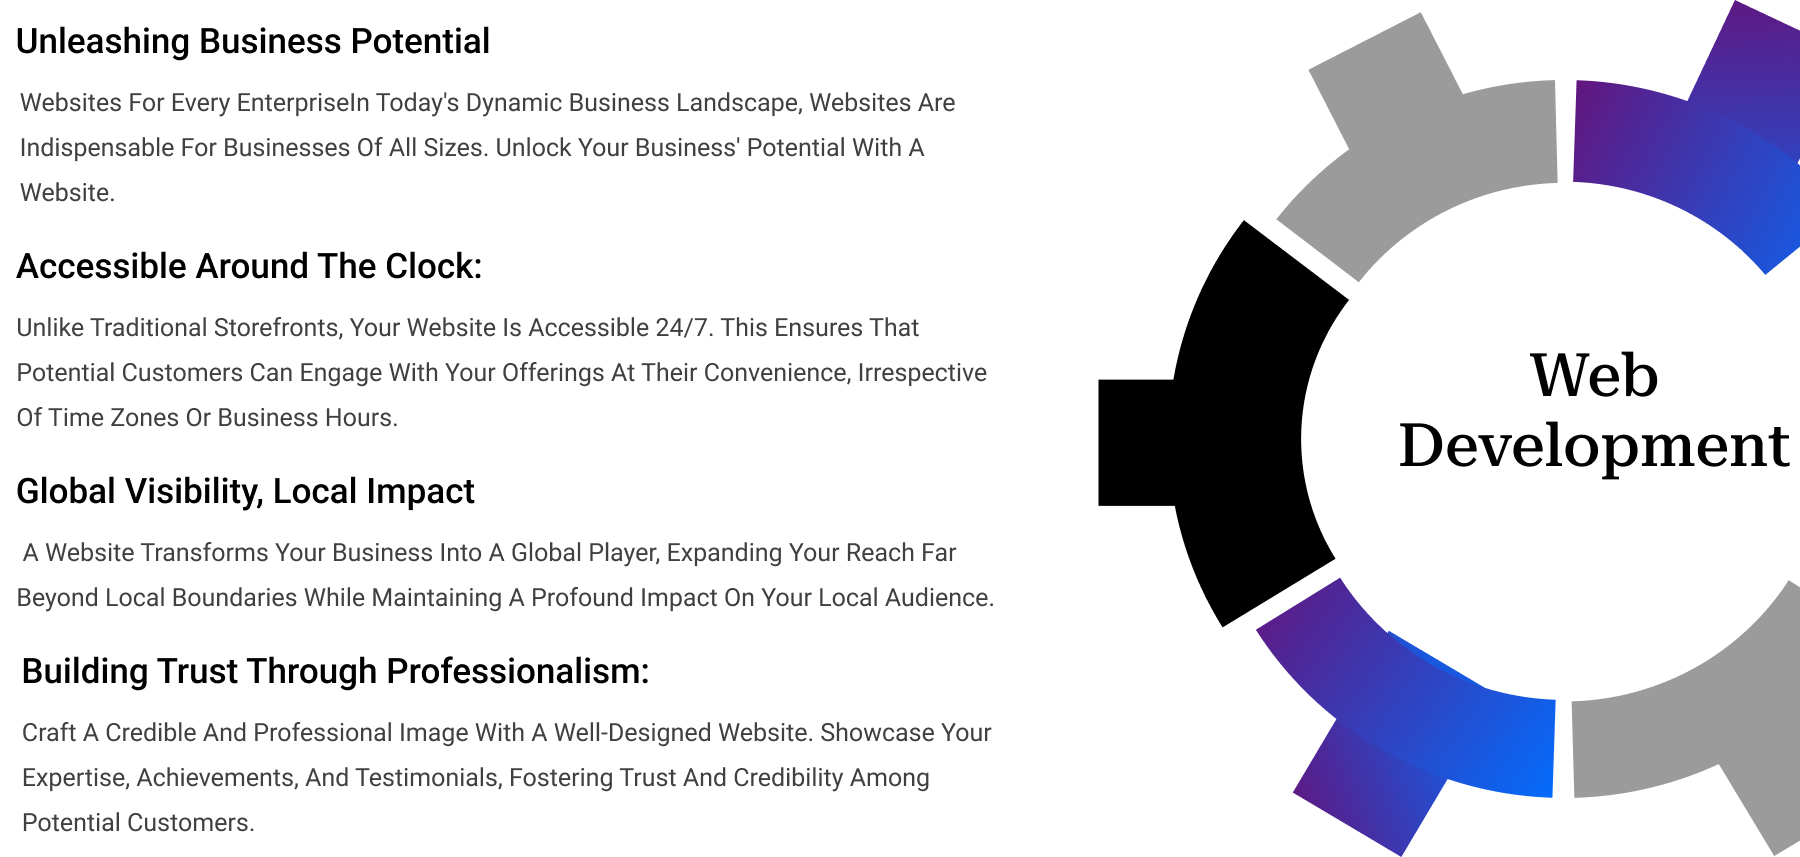 Unleashing Business Potential
Websites For Every EnterpriseIn Today's Dynamic Business Landscape, Websites Are
Indispensable For Businesses Of All Sizes. Unlock Your Business' Potential With A
Website.
Accessible Around The Clock:
Unlike Traditional Storefronts, Your Website Is Accessible 24/7. This Ensures That
Potential Customers Can Engage With Your Offerings At Their Convenience, Irrespective
Of Time Zones Or Business Hours.
Global Visibility, Local Impact
A Website Transforms Your Business Into A Global Player, Expanding Your Reach Far
Beyond Local Boundaries While Maintaining A Profound Impact On Your Local Audience.
Building Trust Through Professionalism:
Craft A Credible And Professional Image With A Well-Designed Website. Showcase Your
Expertise, Achievements, And Testimonials, Fostering Trust And Credibility Among
Potential Customers.
Web
Development